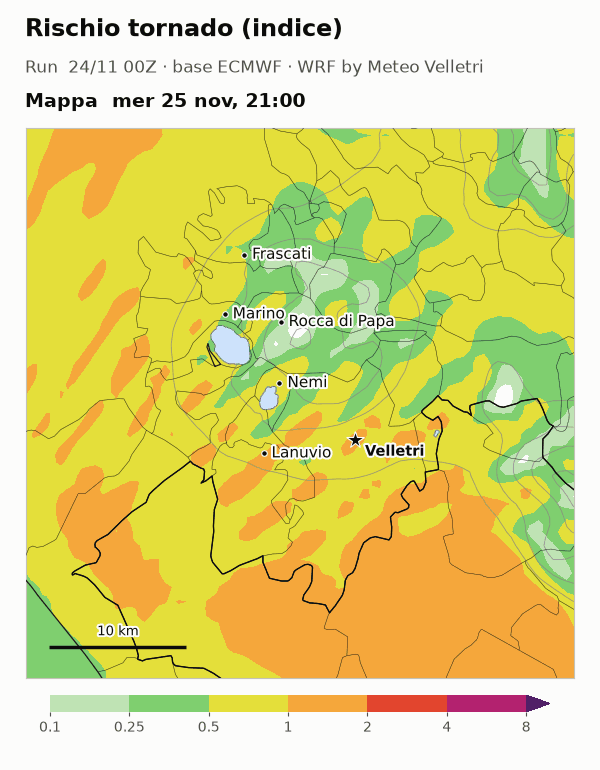 Rischio tornado (indice)
Run  24/11 00Z · base ECMWF · WRF by Meteo Velletri
Mappa  mer 25 nov, 21:00
Frascati
Marino
Rocca di Papa
Nemi
Velletri
Lanuvio
10 km
0.1 0.25 0.5 1 2 4 8